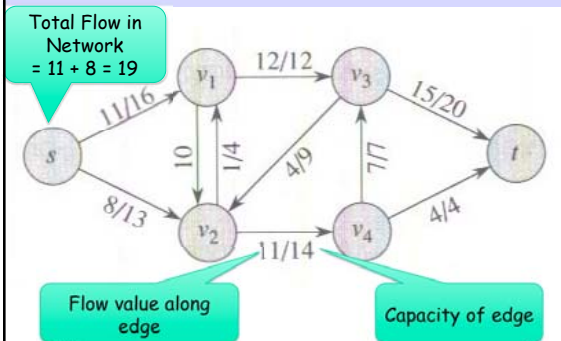 Total Flow in
Network
= 11 + 8 = 19
12/12
v1
v3
11/16
15/20
s
10
1/4
4/9
7/7
t
8/13
4/4
v2
v4
11/14
Flow value along
edge
Capacity of edge